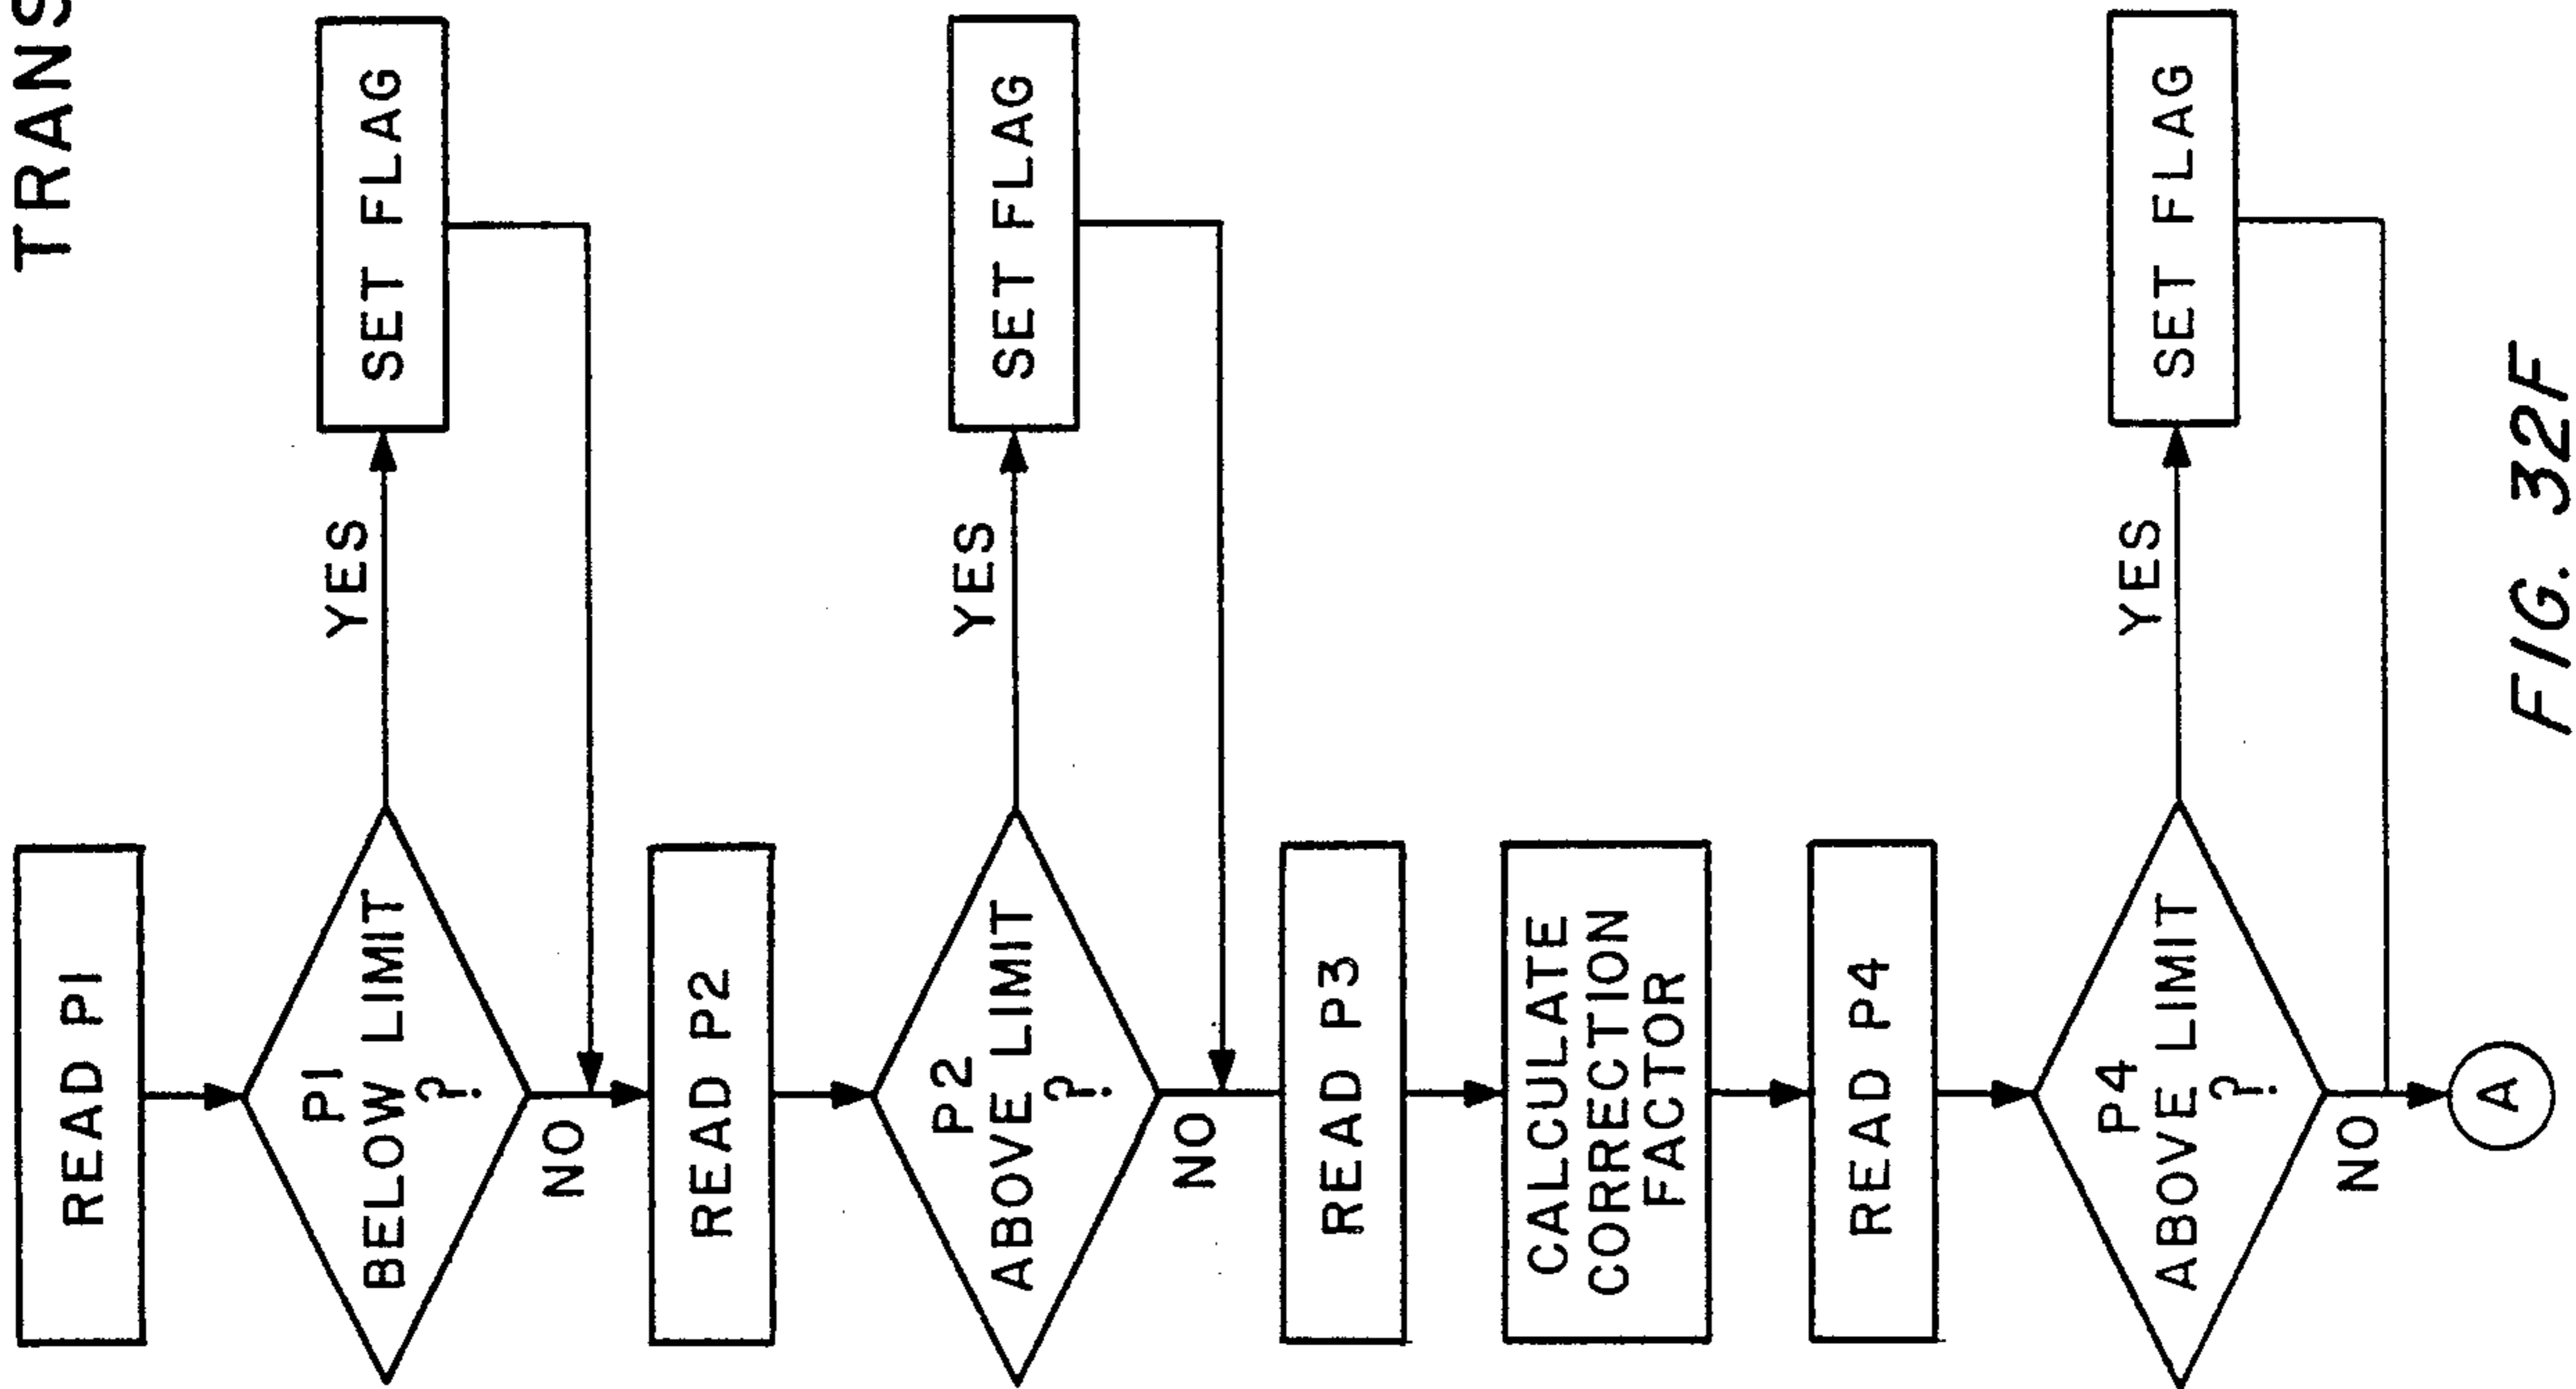 TRANS
READ P1
P1
BELOW LIMIT
?
YES
SET FLAG
NO
READ P2
P2
ABOVE LIMIT
?
YES
SET FLAG
NO
READ P3
CALCULATE
CORRECTION
FACTOR
READ P4
P4
ABOVE LIMIT
?
YES
SET FLAG
NO
A
FIG. 32F